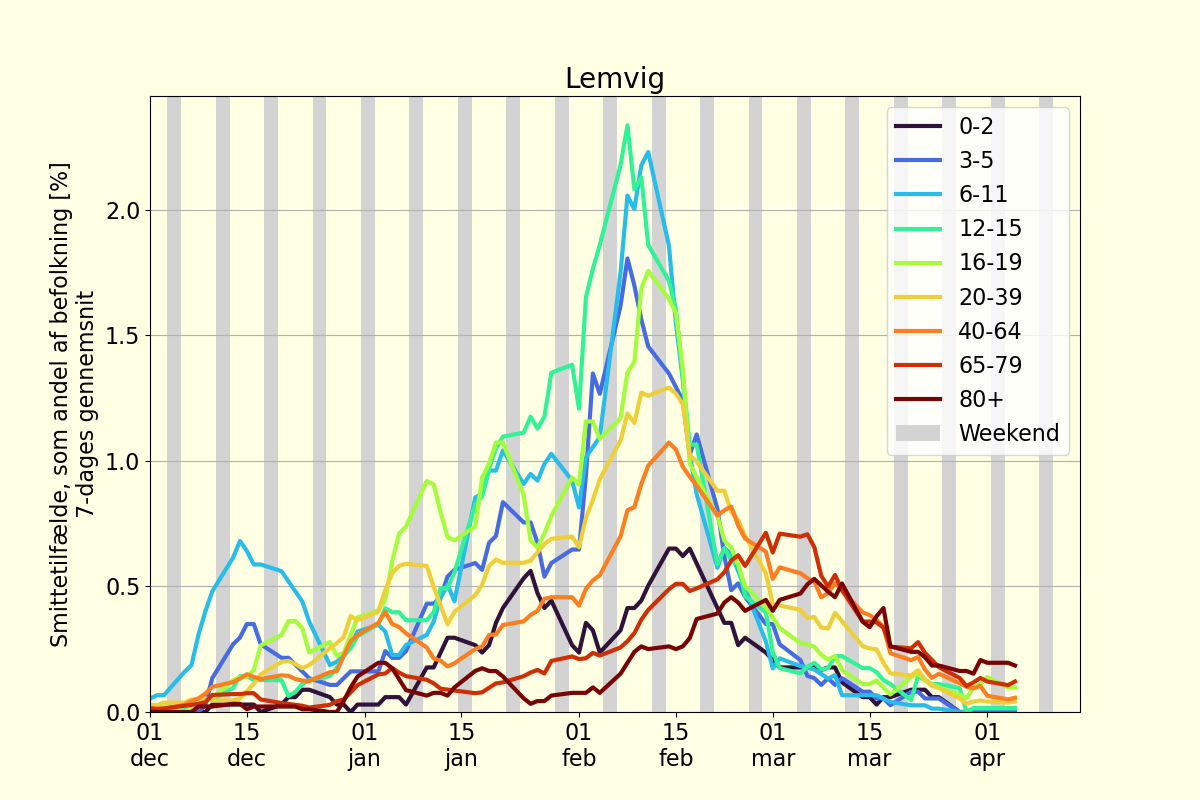 Lemvig
Smittetilfælde, som andel af befolkning [%]
7-dages gennemsnit
2.0
1.5
1.0
0.5
0.0
0-2
3-5
6-11
12-15
16-19
20-39
40-64
65-79
80+
Weekend
01 15 01 15 01 15 01 15 01
dec dec jan jan feb feb mar mar apr